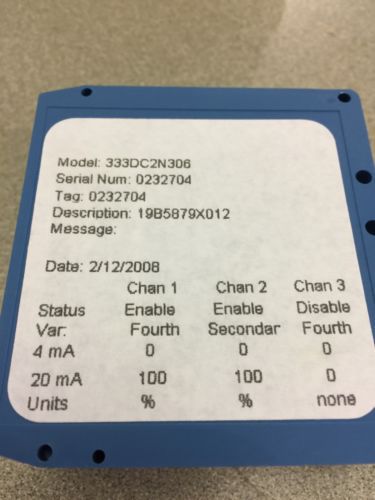 Model: 333DC2N306
Serial Num: 0232704
Tag: 0232704
Description: 19B5879X012
Message:
Date: 2/12/2008
Chan 1 Chan 2 Chan 3
Status Enable Enable Disable
Var: Fourth Secondar Fourth
4 mA 0 0 0
20 mA 100 100 0
Units % % none